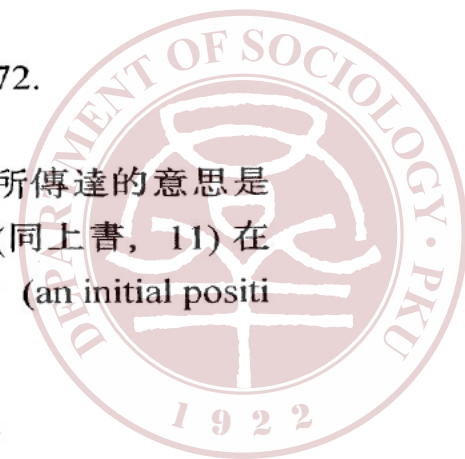 72.
所傳達的意思是
(同上書, 11) 在
(an initial positi
DEPARTMENT OF SOCIOLOGY · PKU
1922